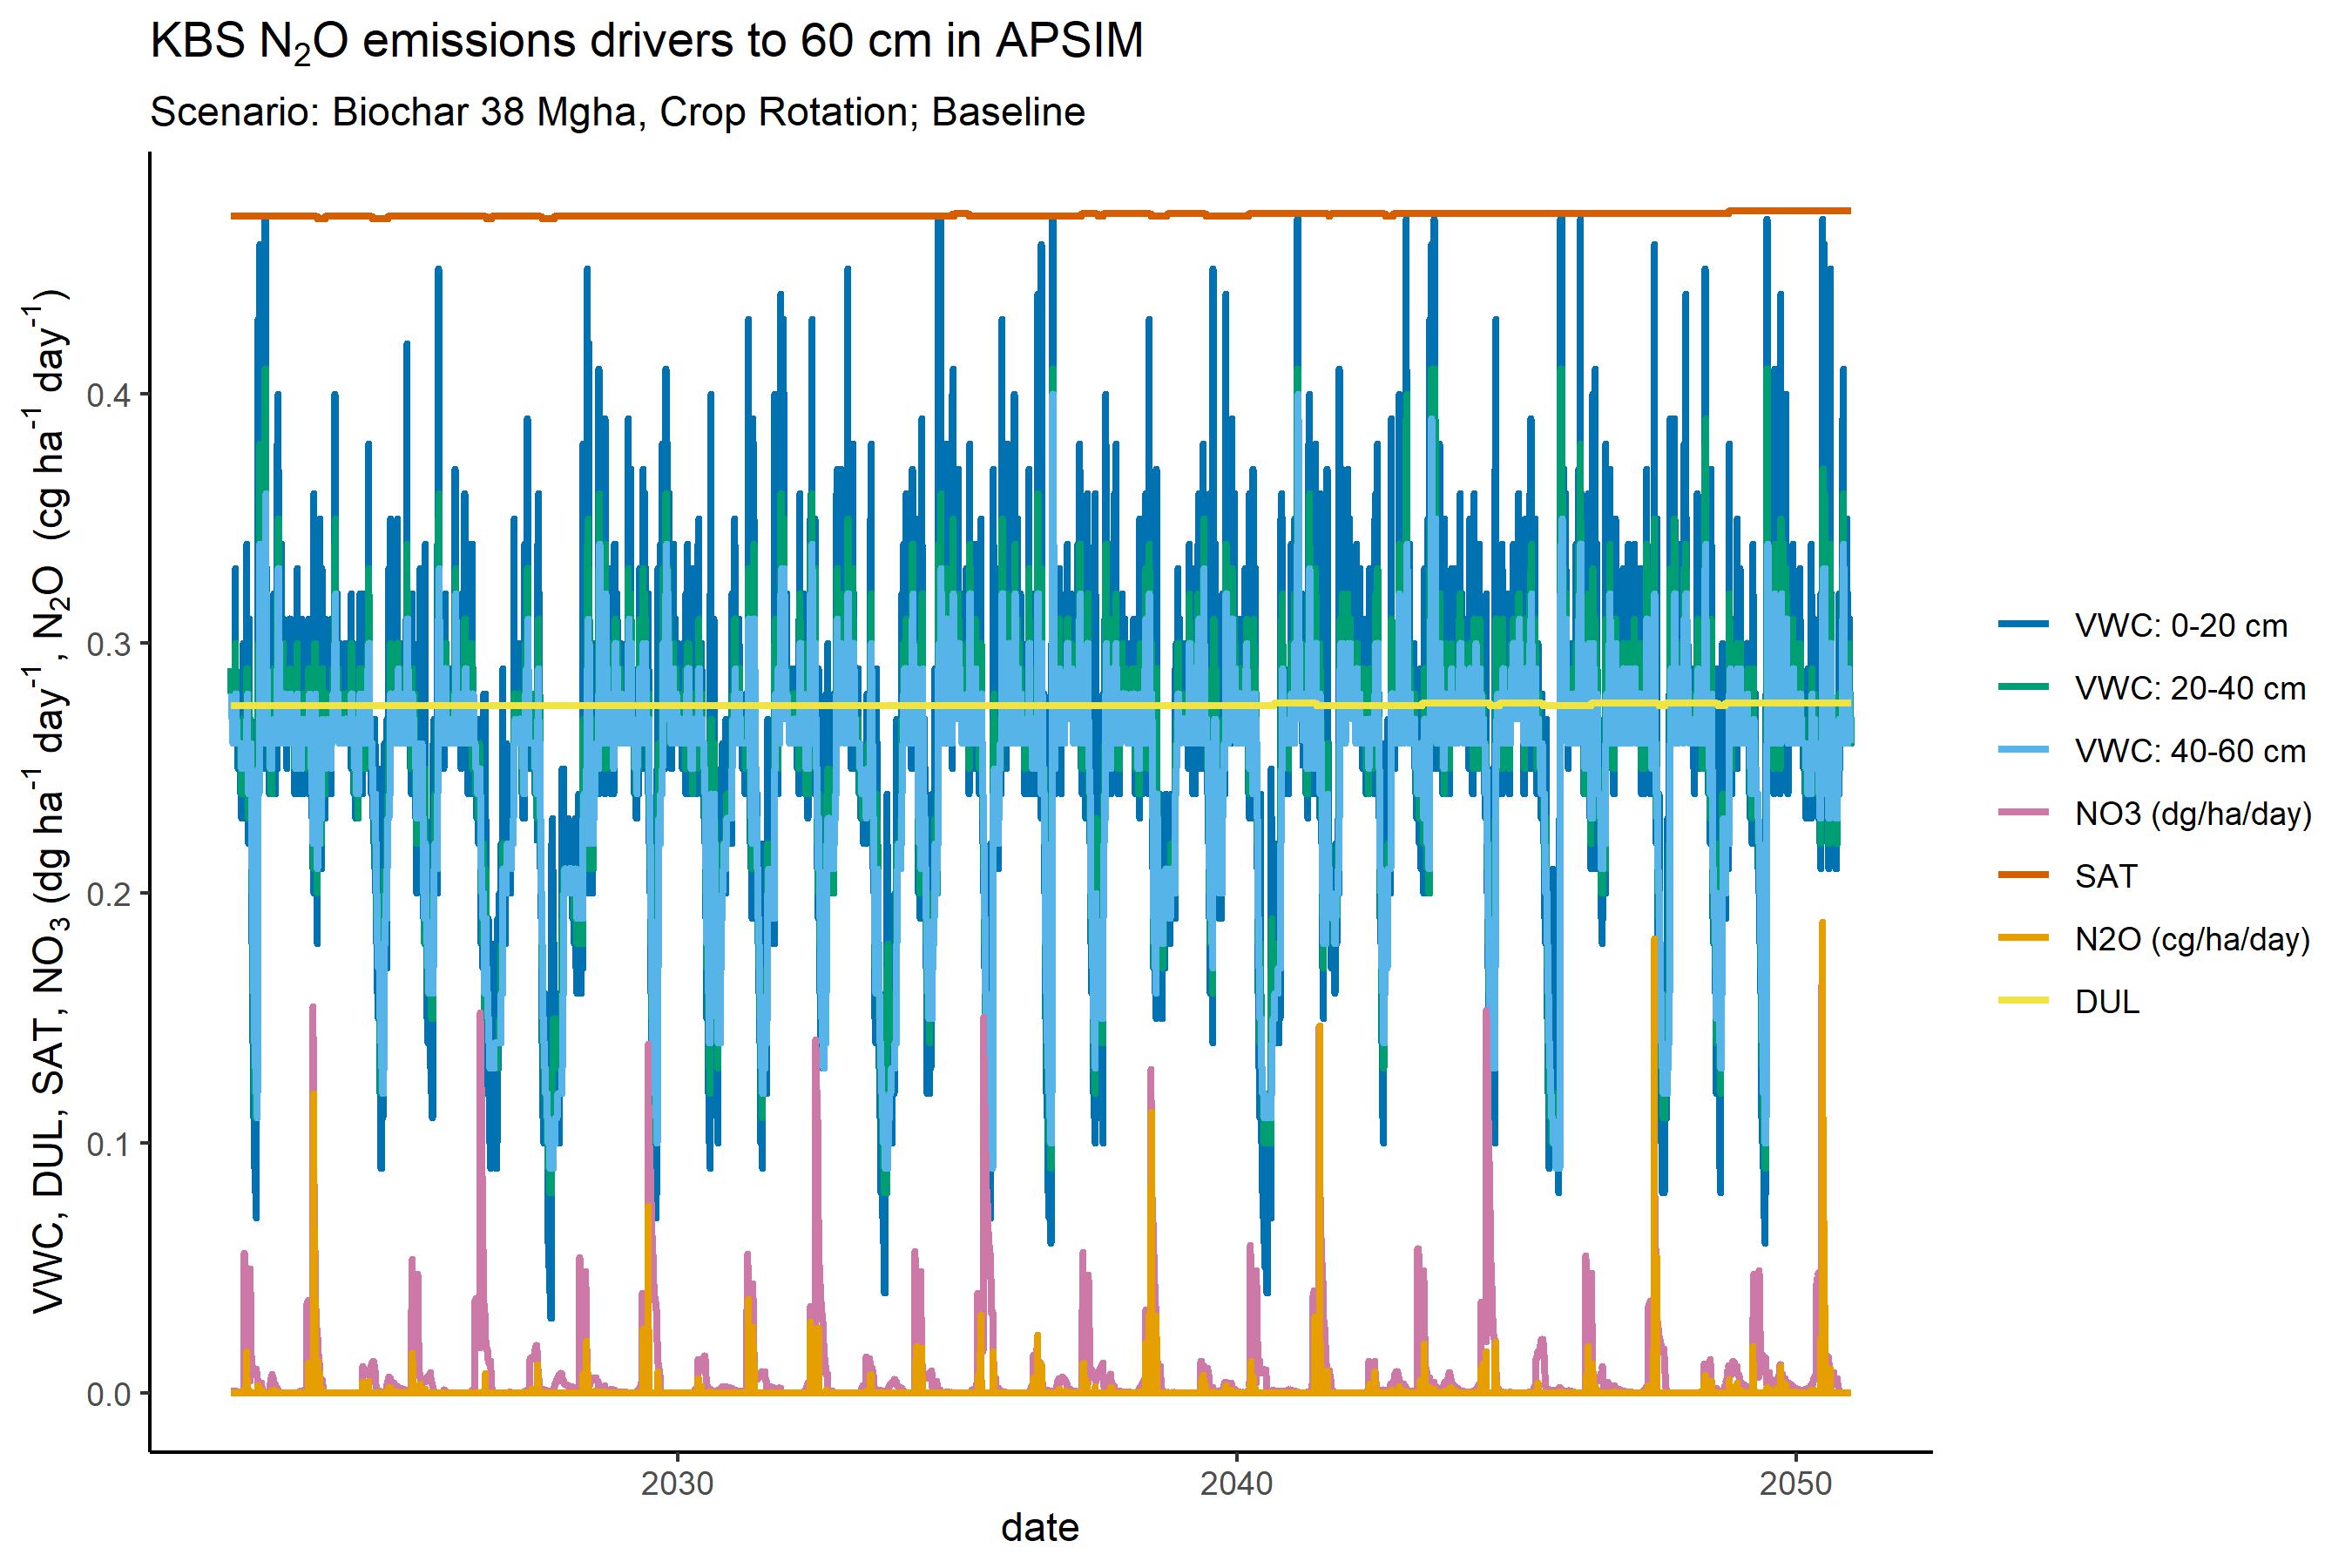 KBS N₂O emissions drivers to 60 cm in APSIM
Scenario: Biochar 38 Mgha, Crop Rotation; Baseline
VWC, DUL, SAT, NO₃ (dg ha⁻¹ day⁻¹, N₂O (cg ha⁻¹ day⁻¹)
0.4
0.3
0.2
0.1
0.0
2030
2040
2050
date
VWC: 0-20 cm
VWC: 20-40 cm
VWC: 40-60 cm
NO3 (dg/ha/day)
SAT
N2O (cg/ha/day)
DUL